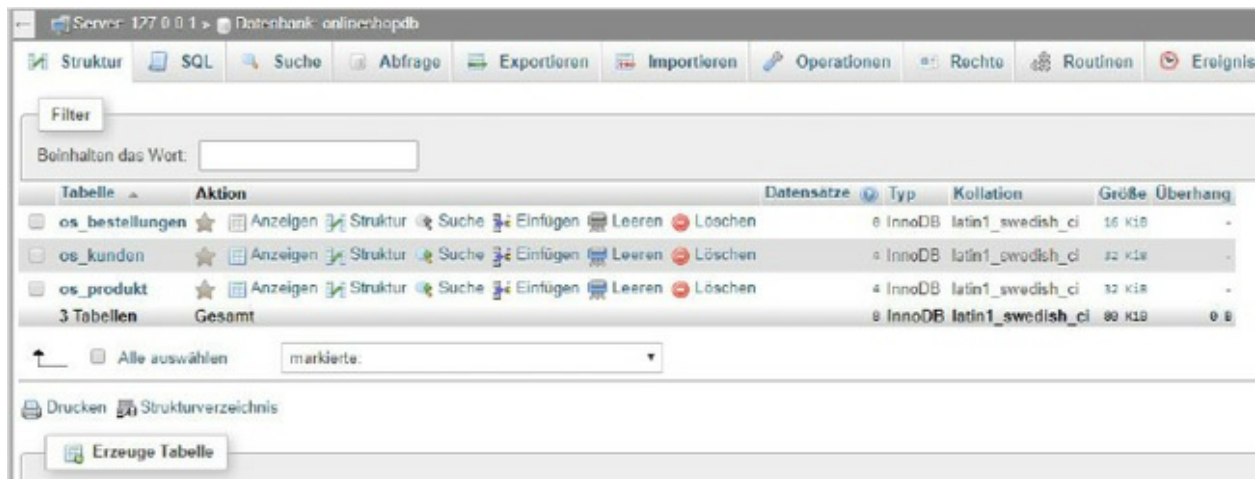 Server: 127.0.0.1 » Datenbank: onlineshopdb
Struktur SQL Suche Abfrage Exportieren Importieren Operationen Rechte Routinen Ereignis
Filter
Beinhalten das Wort:
Tabelle Aktion Datensätze Typ Kollation Größe Überhang
os_bestellungen Anzeigen Struktur Suche Einfügen Leeren Löschen 0 InnoDB latin1_swedish_ci 16 KiB -
os_kunden Anzeigen Struktur Suche Einfügen Leeren Löschen 4 InnoDB latin1_swedish_ci 32 KiB -
os_produkt Anzeigen Struktur Suche Einfügen Leeren Löschen 4 InnoDB latin1_swedish_ci 32 KiB -
3 Tabellen Gesamt 8 InnoDB latin1_swedish_ci 80 KiB 0 B
Alle auswählen markierte:
Drucken Strukturverzeichnis
Erzeuge Tabelle